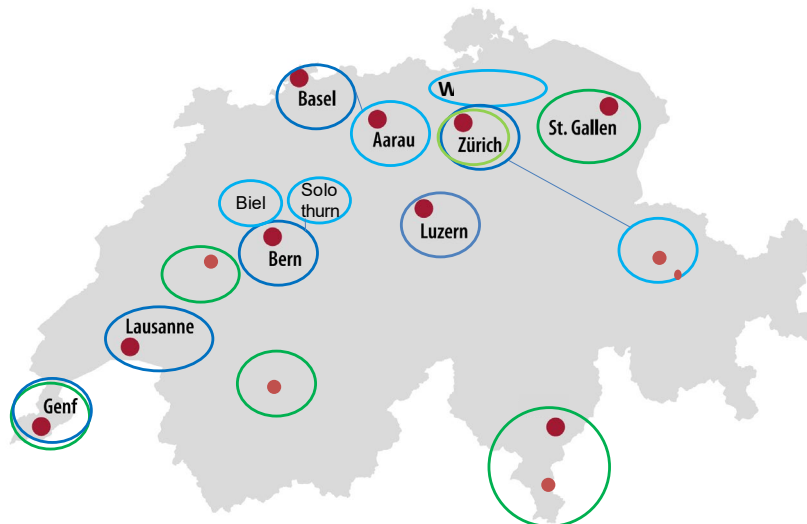 Basel
W
Aarau
Zürich
St. Gallen
Biel
Solo
thurn
Luzern
Bern
Lausanne
Genf